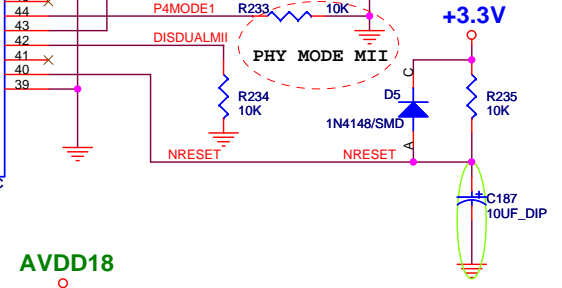 44
P4MODE1
R233
10K
+3.3V
43
42
DISDUALMII
PHY MODE MII
41
40
39
C
D5
R234
10K
1N4148/SMD
R235
10K
A
NRESET
NRESET
+
C187
10UF_DIP
AVDD18